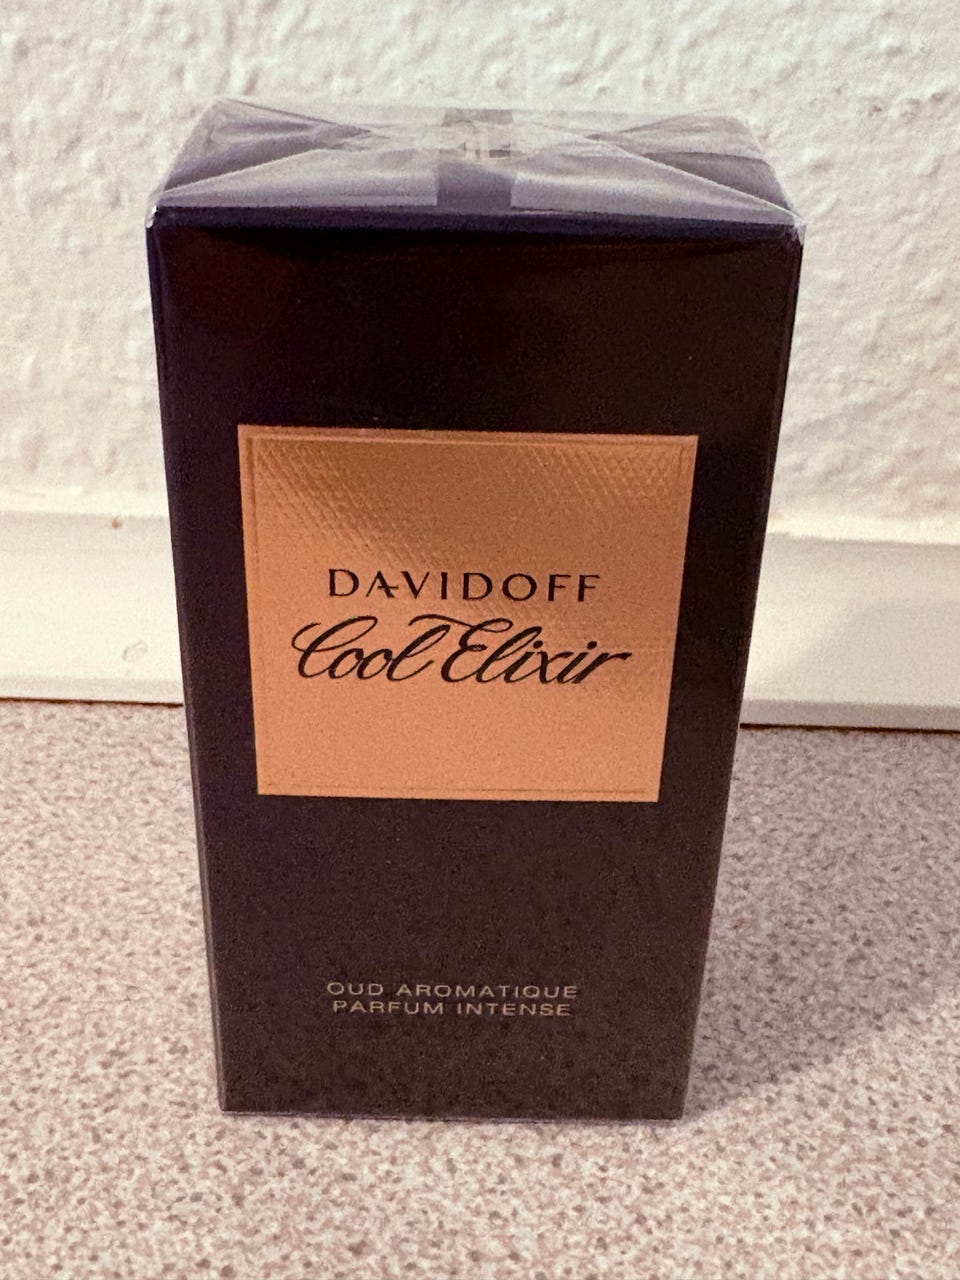 DAVIDOFF
Cool Elixir
OUD AROMATIQUE
PARFUM INTENSE